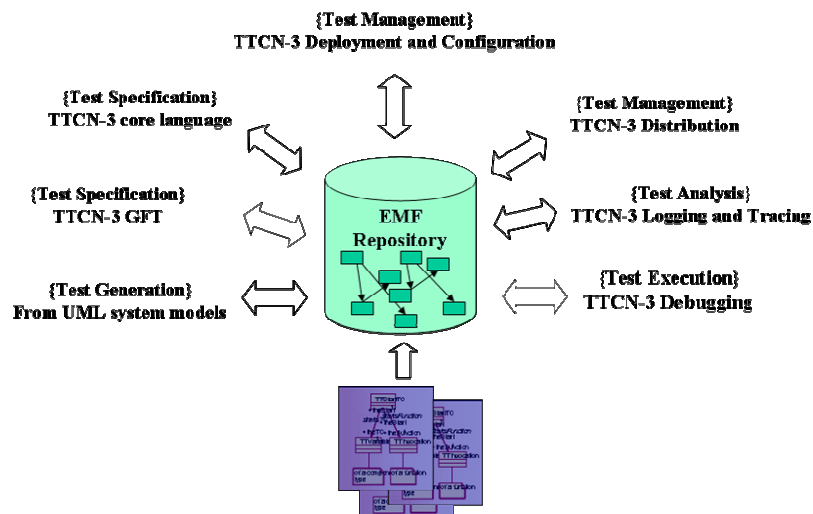 {Test Management}
TTCN-3 Deployment and Configuration
{Test Specification}
TTCN-3 core language
{Test Management}
TTCN-3 Distribution
{Test Specification}
TTCN-3 GFT
{Test Analysis}
TTCN-3 Logging and Tracing
EMF
Repository
{Test Generation}
From UML system models
{Test Execution}
TTCN-3 Debugging
type
type